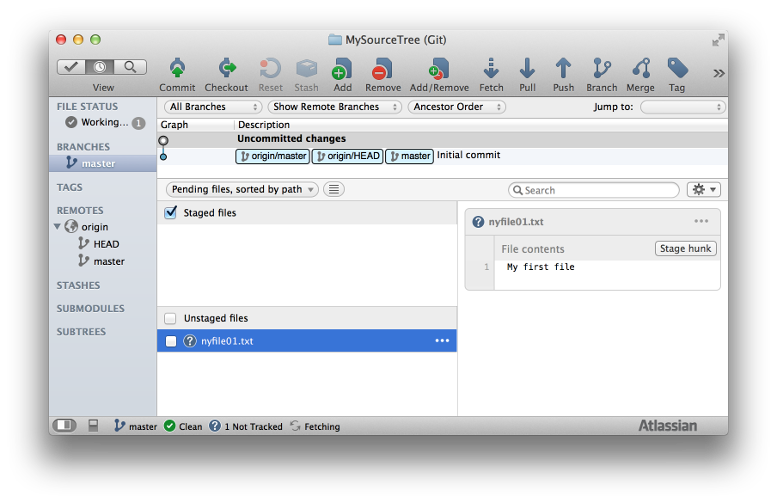 MySourceTree (Git)
View Commit Checkout Reset Stash Add Remove Add/Remove Fetch Pull Push Branch Merge Tag
FILE STATUS
Working... 1
BRANCHES
master
TAGS
REMOTES
origin
HEAD
master
STASHES
SUBMODULES
SUBTREES
All Branches Show Remote Branches Ancestor Order Jump to:
Graph Description
Uncommitted changes
origin/master origin/HEAD master Initial commit
Pending files, sorted by path Search
Staged files
Unstaged files
nyfile01.txt
nyfile01.txt
File contents Stage hunk
1 My first file
master Clean 1 Not Tracked Fetching Atlassian